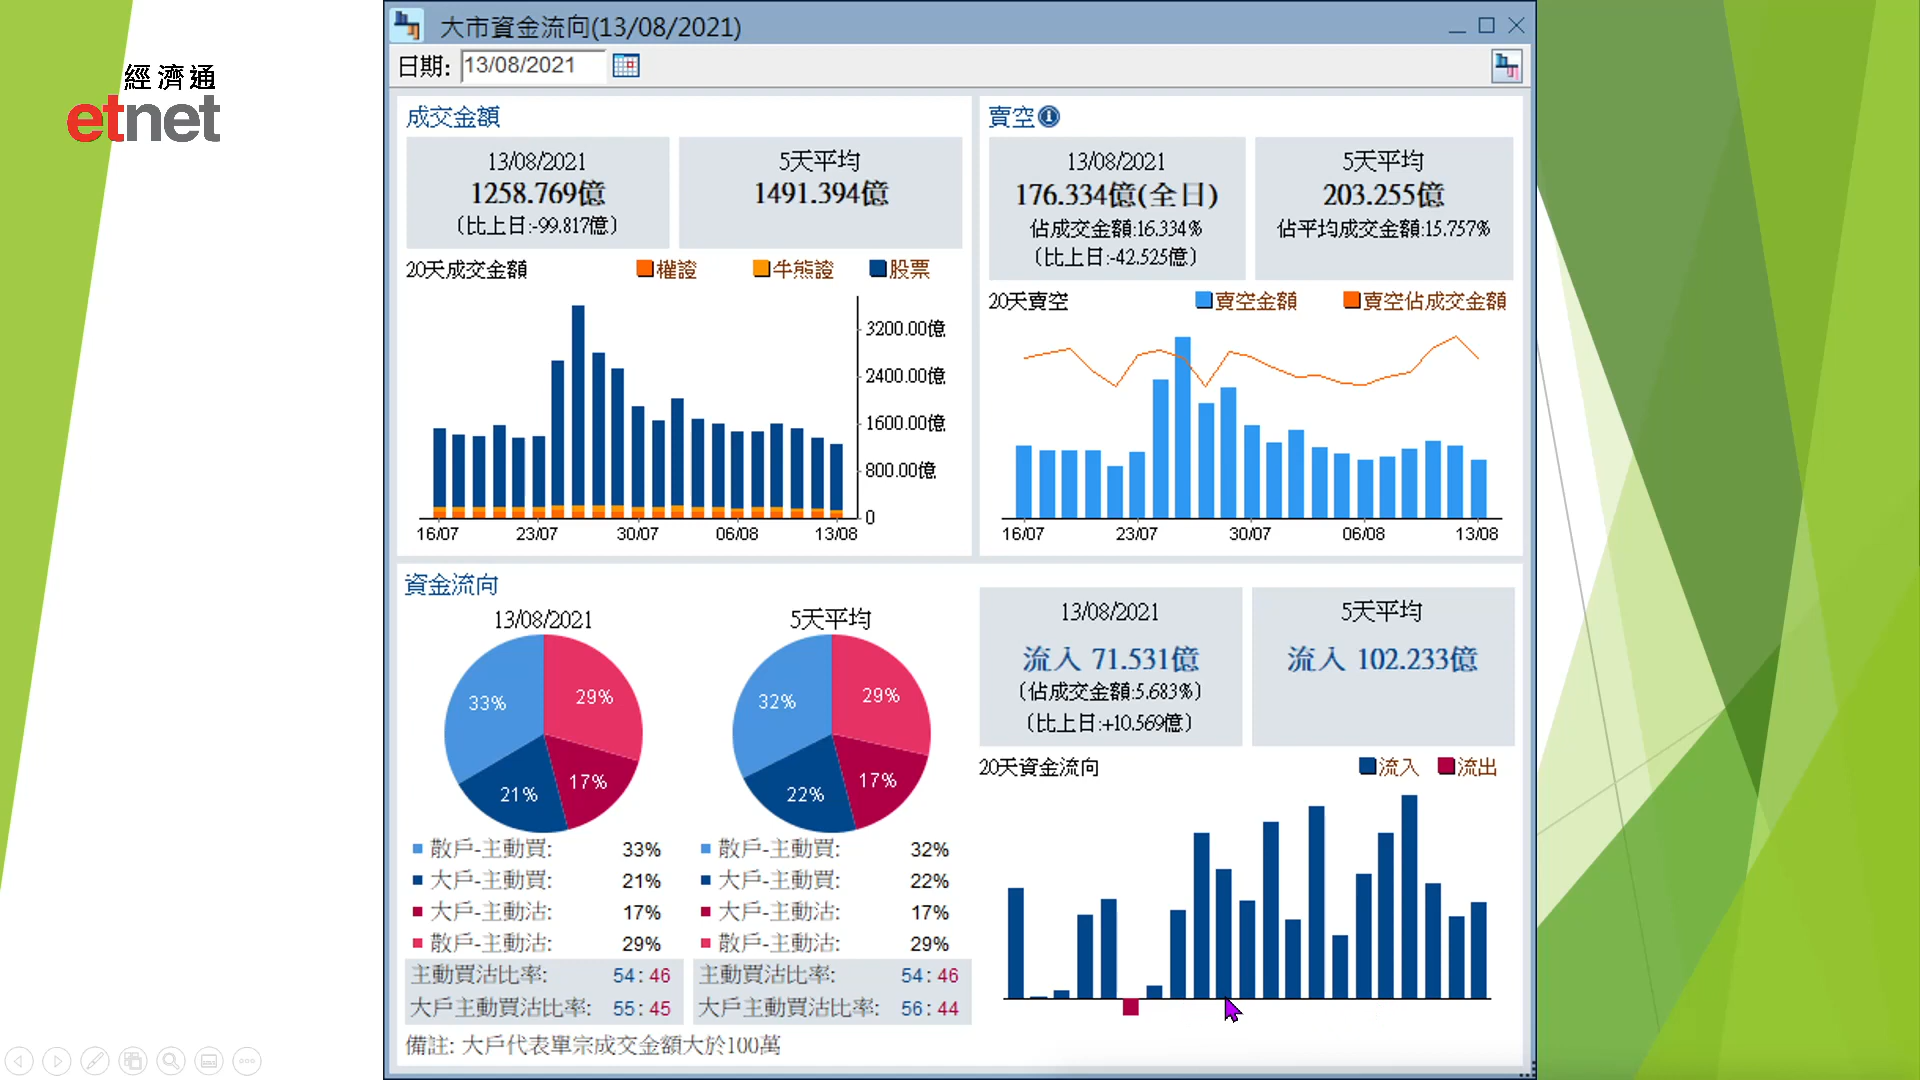 經濟通
etnet
大市資金流向(13/08/2021)
日期: 13/08/2021
成交金額
13/08/2021
1258.769億
(比上日:-99.817億)
5天平均
1491.394億
20天成交金額
權證
牛熊證
股票
3200.00億
2400.00億
1600.00億
800.00億
0
16/07 23/07 30/07 06/08 13/08
賣空
13/08/2021
176.334億(全日)
佔成交金額:16.334%
(比上日:-42.525億)
5天平均
203.255億
佔平均成交金額:15.757%
20天賣空
賣空金額
賣空佔成交金額
16/07 23/07 30/07 06/08 13/08
資金流向
13/08/2021
33%
29%
21%
17%
散戶-主動買: 33%
大戶-主動買: 21%
大戶-主動沽: 17%
散戶-主動沽: 29%
主動買沽比率: 54 : 46
大戶主動買沽比率: 55 : 45
5天平均
32%
29%
22%
17%
散戶-主動買: 32%
大戶-主動買: 22%
大戶-主動沽: 17%
散戶-主動沽: 29%
主動買沽比率: 54 : 46
大戶主動買沽比率: 56 : 44
備註: 大戶代表單宗成交金額大於100萬
13/08/2021
流入 71.531億
(佔成交金額:5.683%)
(比上日:+10.569億)
5天平均
流入 102.233億
20天資金流向
流入
流出